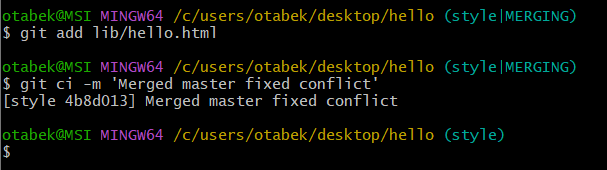 otabek@MSI MINGW64 /c/users/otabek/desktop/hello (style|MERGING)
$ git add lib/hello.html
otabek@MSI MINGW64 /c/users/otabek/desktop/hello (style|MERGING)
$ git ci -m 'Merged master fixed conflict'
[style 4b8d013] Merged master fixed conflict
otabek@MSI MINGW64 /c/users/otabek/desktop/hello (style)
$